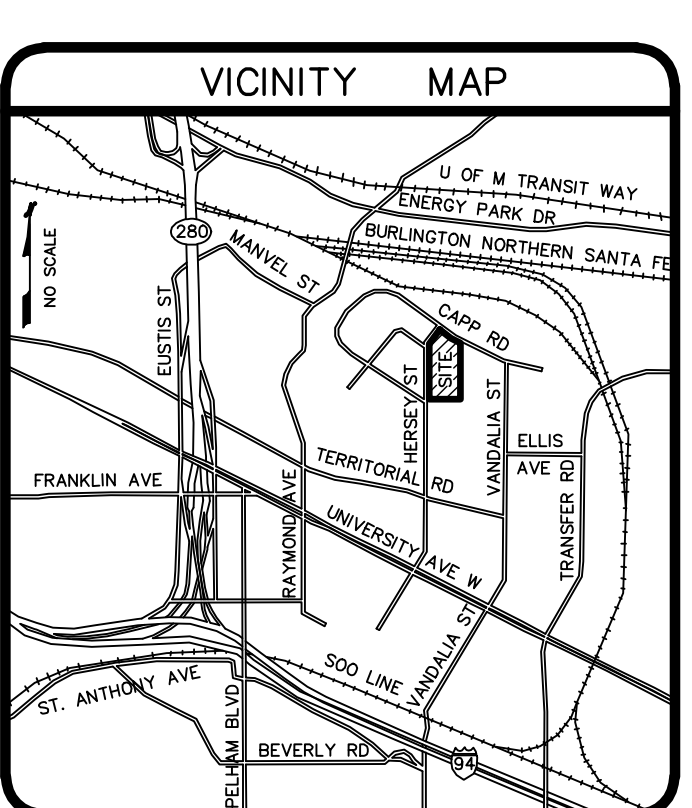 VICINITY MAP
U OF M TRANSIT WAY
ENERGY PARK DR
BURLINGTON NORTHERN SANTA FE
280
MANVEL ST
NO SCALE
EUSTIS ST
CAPP RD
SITE
HERSEY ST
VANDALIA ST
ELLIS
AVE
TERRITORIAL RD
FRANKLIN AVE
RAYMOND AVE
UNIVERSITY AVE W
TRANSFER RD
VANDALIA ST
SOO LINE
ST. ANTHONY AVE
PELHAM BLVD
BEVERLY RD
94